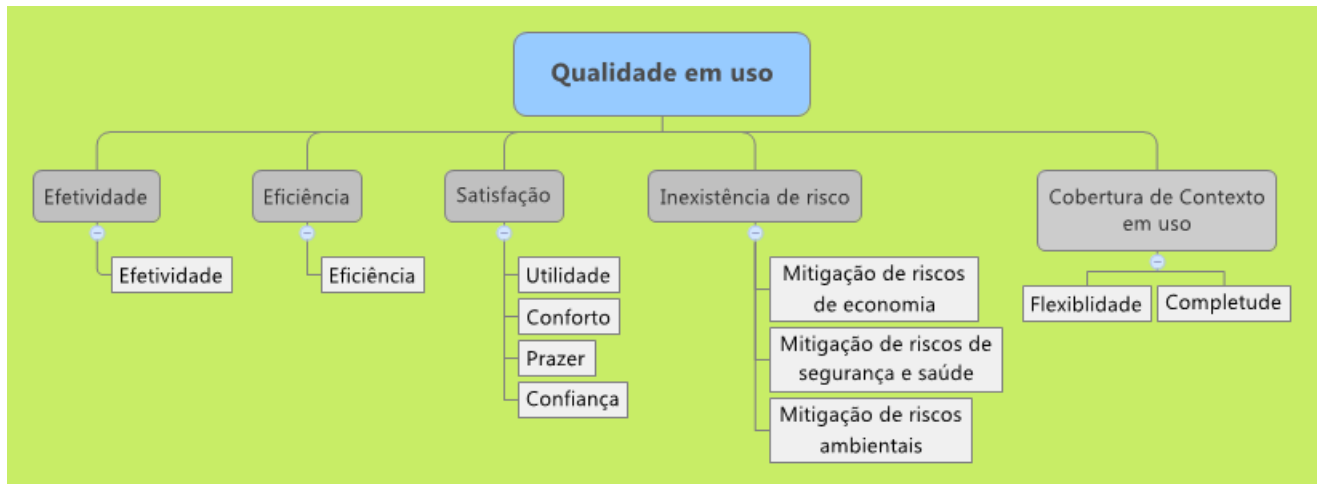 Qualidade em uso
Efetividade
Eficiência
Satisfação
Inexistência de risco
Cobertura de Contexto
em uso
Efetividade
Eficiência
Utilidade
Conforto
Prazer
Confiança
Mitigação de riscos
de economia
Mitigação de riscos de
segurança e saúde
Mitigação de riscos
ambientais
Flexiblidade
Completude